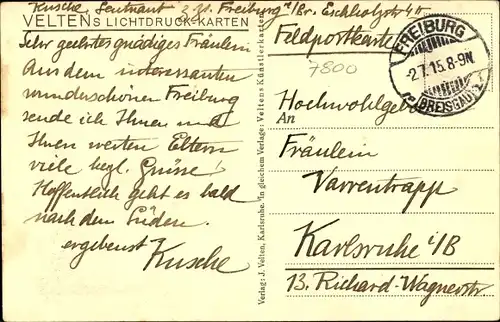 Kusche, Leutnant z. Zt. Freiburg i/Br. Eschholzstr.
VELTENS LICHTDRUCK-KARTEN
Sehr geehrtes gnädiges Fräulein
Aus dem interessanten
wunderschönen Freiburg
sende ich Ihnen und
Ihren werten Eltern
viele herzl. Grüsse!
Hoffentlich geht es bald
nach dem Süden.
ergebenst
Kusche
Verlag: J. Velten, Karlsruhe. In gleichem Verlage: Veltens Künstlerkarten
Feldpostkarte
7800
FREIBURG
-2.7.15.8-9N.
(BREISGAU)2
Hochwohlgeb
An
Fräulein
Varrentrapp
Karlsruhe i/B
13. Richard-Wagnerstr.